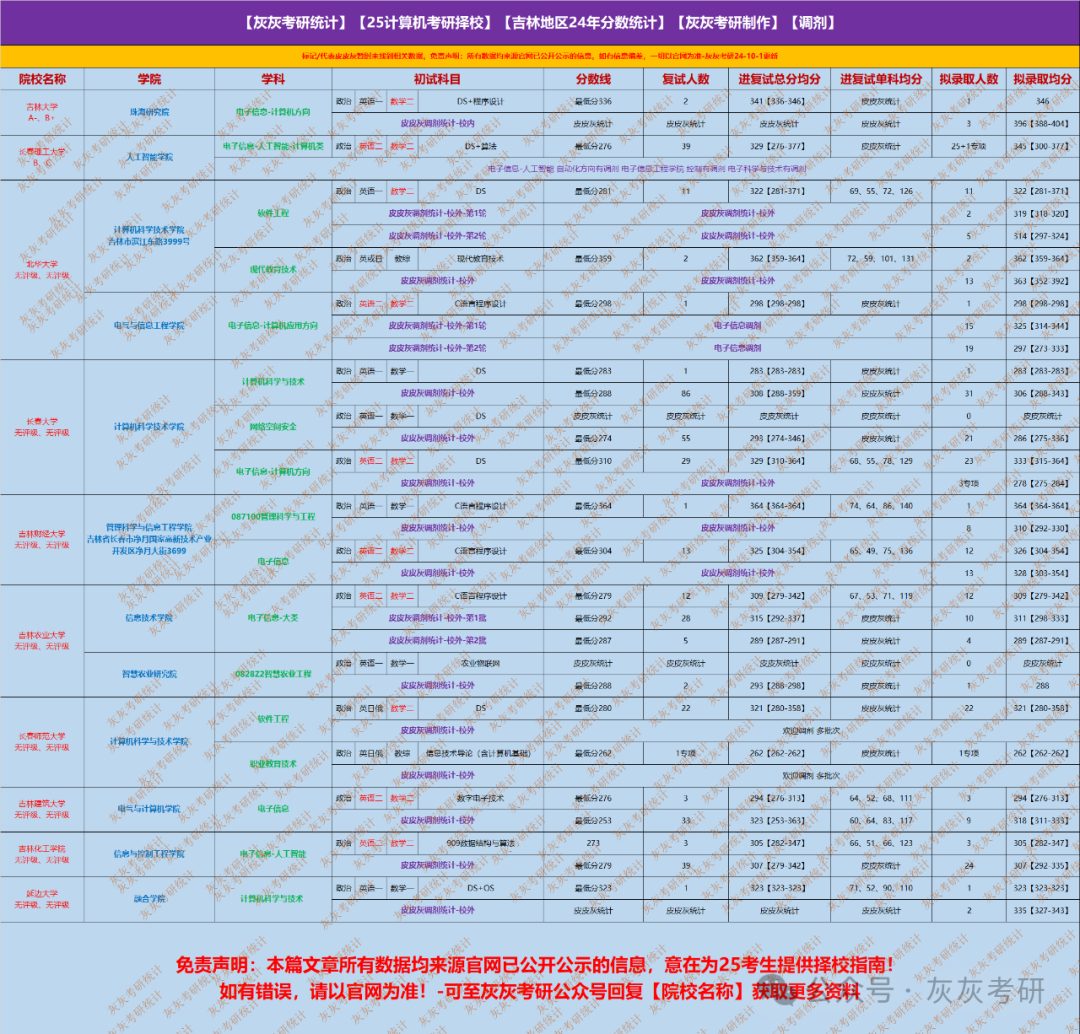 【灰灰考研统计】【25计算机考研择校】【吉林地区24年分数统计】【灰灰考研制作】【调剂】
院校名称 学院 学科 初试科目 分数线 复试人数 进复试总分均分 进复试单科均分 拟录取人数 拟录取均分
吉林大学 A-、B+ 珠海研究院 电子信息-计算机方向 政治 英语一 数学二 DS+程序设计 最低分336 2 341【336-346】 皮皮灰统计 1 346
皮皮灰调剂统计-校内 皮皮灰统计 皮皮灰统计 皮皮灰统计 皮皮灰统计 3 396【388-404】
长春理工大学 人工智能学院 电子信息-人工智能-计算机类 政治 英语二 数学二 DS+算法 最低分276 39 329【276-377】 皮皮灰统计 25+1专项 345【300-377】
电子信息-人工智能 自动化方向有调剂 电子信息工程学院 控制有调剂 电子科学与技术有调剂
北华大学 无评级、无评级 计算机科学技术学院 吉林市滨江东路3999号 软件工程 政治 英语一 数学二 DS 最低分281 11 322【281-371】 69、55、72、126 11 322【281-371】
皮皮灰调剂统计-校外-第1轮 皮皮灰调剂统计-校外 2 319【318-320】
皮皮灰调剂统计-校外-第2轮 皮皮灰调剂统计-校外 5 314【297-324】
现代教育技术 政治 英或日 教综 现代教育技术 最低分359 2 362【359-364】 72、59、101、131 2 362【359-364】
皮皮灰调剂统计-校外 皮皮灰调剂统计-校外 13 363【352-392】
电气与信息工程学院 电子信息-计算机应用方向 政治 英语二 数学二 C语言程序设计 最低分298 1 298【298-298】 皮皮灰统计 1 298【298-298】
皮皮灰调剂统计-校外-第1轮 电子信息调剂 15 325【314-344】
皮皮灰调剂统计-校外-第2轮 电子信息调剂 19 297【273-333】
长春大学 无评级、无评级 计算机科学技术学院 计算机科学与技术 政治 英语一 数学一 DS 最低分283 1 283【283-283】 皮皮灰统计 1 283【283-283】
皮皮灰调剂统计-校外 最低分288 86 308【288-359】 皮皮灰统计 31 306【288-343】
网络空间安全 政治 英语一 数学一 DS 皮皮灰统计 皮皮灰统计 皮皮灰统计 皮皮灰统计 0 皮皮灰统计
皮皮灰调剂统计-校外 最低分274 55 293【274-346】 皮皮灰统计 21 286【275-336】
电子信息-计算机方向 政治 英语二 数学二 DS 最低分310 29 329【310-364】 68、55、78、129 23 333【315-364】
皮皮灰调剂统计-校外 皮皮灰调剂统计-校外 3专项 278【275-284】
吉林财经大学 无评级、无评级 管理科学与信息工程学院 吉林省长春市净月国家高新技术产业开发区净月大街3699 087100管理科学与工程 政治 英语一 数学一 C语言程序设计 最低分364 1 364【364-364】 74、64、86、140 1 364【364-364】
皮皮灰调剂统计-校外 皮皮灰调剂统计-校外 8 310【292-330】
电子信息 政治 英语二 数学二 C语言程序设计 最低分304 13 325【304-354】 65、49、75、136 12 326【304-354】
皮皮灰调剂统计-校外 皮皮灰调剂统计-校外 13 328【303-354】
吉林农业大学 无评级、无评级 信息技术学院 电子信息-大类 政治 英语二 数学二 C语言程序设计 最低分279 12 309【279-342】 67、53、71、119 12 309【279-342】
皮皮灰调剂统计-校外-第1批 最低分292 28 315【292-337】 皮皮灰统计 10 311【298-333】
皮皮灰调剂统计-校外-第2批 最低分287 5 289【287-291】 皮皮灰统计 4 289【287-291】
智慧农业研究院 0828Z2智慧农业工程 政治 英语一 数学一 农业物联网 皮皮灰统计 皮皮灰统计 皮皮灰统计 皮皮灰统计 0 皮皮灰统计
皮皮灰调剂统计-校外 最低分288 2 293【288-298】 皮皮灰统计 1 288
长春师范大学 无评级、无评级 计算机科学与技术学院 软件工程 政治 英日俄 数学二 DS 最低分280 22 321【280-358】 皮皮灰统计 22 321【280-358】
皮皮灰调剂统计-校外 欢迎调剂 多批次
职业教育技术 政治 英日俄 教综 信息技术导论（含计算机基础） 最低分262 1专项 262【262-262】 皮皮灰统计 1专项 262【262-262】
皮皮灰调剂统计-校外 欢迎调剂 多批次
吉林建筑大学 无评级、无评级 电气与计算机学院 电子信息 政治 英语二 数学二 数字电子技术 最低分276 3 294【276-313】 64、52、68、111 3 294【276-313】
皮皮灰调剂统计-校外 最低分253 33 323【253-363】 60、64、83、117 9 318【311-333】
吉林化工学院 无评级、无评级 信息与控制工程学院 电子信息-人工智能 政治 英语二 数学二 909数据结构与算法 273 3 305【282-347】 66、51、66、123 3 305【282-347】
皮皮灰调剂统计-校外 最低分279 39 307【279-342】 皮皮灰统计 24 307【292-335】
延边大学 无评级、无评级 融合学院 计算机科学与技术 政治 英语一 数学一 DS+OS 最低分323 1 323【323-323】 71、52、90、110 1 323【323-323】
皮皮灰调剂统计-校外 皮皮灰统计 皮皮灰统计 皮皮灰统计 皮皮灰统计 2 335【327-343】
免责声明：本篇文章所有数据均来源官网已公开公示的信息，意在为25考生提供择校指南！
如有错误，请以官网为准！-可至灰灰考研公众号回复【院校名称】获取更多资料
公众号·灰灰考研